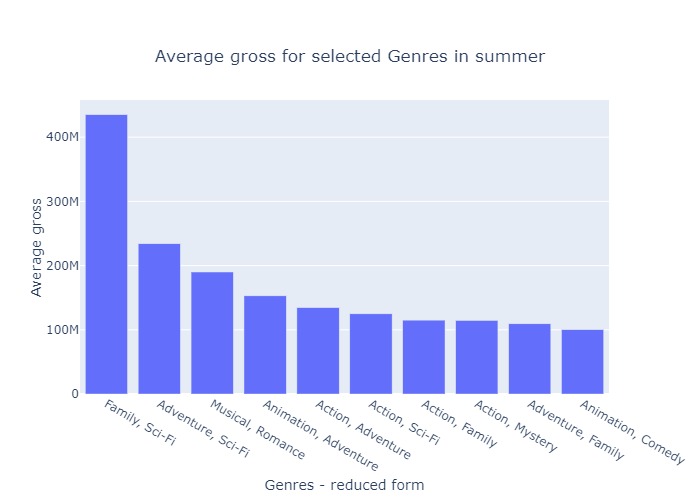 Average gross for selected Genres in summer
Average gross
400M
300M
200M
100M
0
Family, Sci-Fi
Adventure, Sci-Fi
Musical, Romance
Animation, Adventure
Action, Adventure
Action, Sci-Fi
Action, Family
Action, Mystery
Adventure, Family
Animation, Comedy
Genres - reduced form